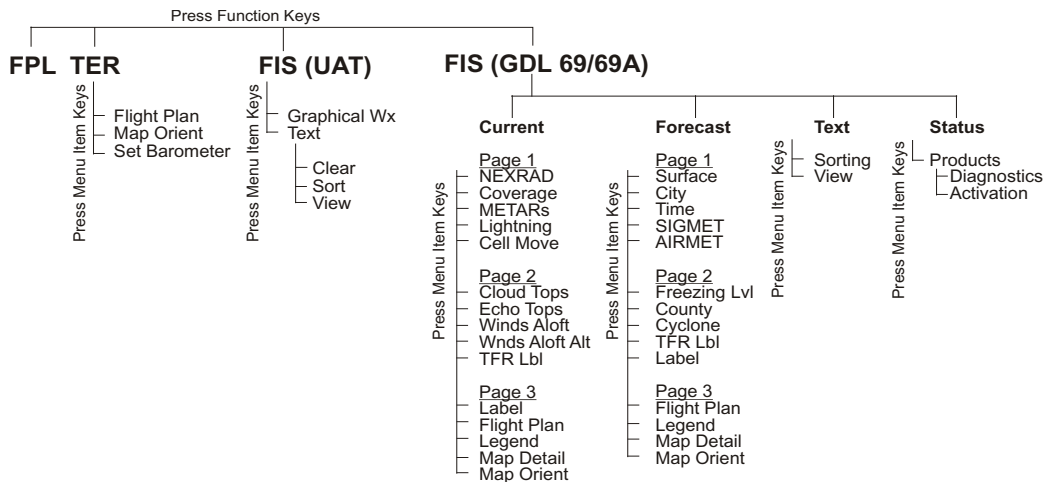 Press Function Keys
FPL TER FIS (UAT) FIS (GDL 69/69A)
Press Menu Item Keys
Flight Plan
Map Orient
Set Barometer
Press Menu Item Keys
Graphical Wx
Text
Clear
Sort
View
Current
Press Menu Item Keys
Page 1
NEXRAD
Coverage
METARs
Lightning
Cell Move
Page 2
Cloud Tops
Echo Tops
Winds Aloft
Wnds Aloft Alt
TFR Lbl
Page 3
Label
Flight Plan
Legend
Map Detail
Map Orient
Forecast
Press Menu Item Keys
Page 1
Surface
City
Time
SIGMET
AIRMET
Page 2
Freezing Lvl
County
Cyclone
TFR Lbl
Label
Page 3
Flight Plan
Legend
Map Detail
Map Orient
Text
Press Menu Item Keys
Sorting
View
Status
Press Menu Item Keys
Products
Diagnostics
Activation